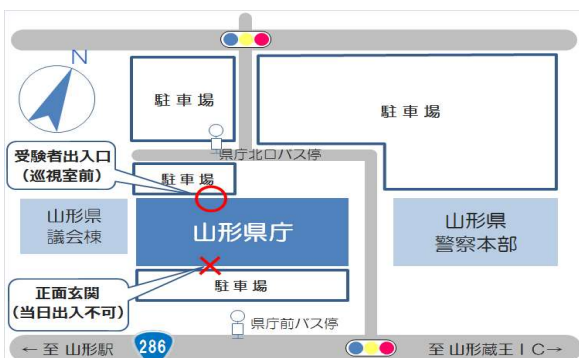 N
駐車場
駐車場
受験者出入口
(巡視室前)
県庁北口バス停
駐車場
山形県
議会棟
山形県庁
山形県
警察本部
正面玄関
(当日出入不可)
駐車場
県庁前バス停
← 至 山形駅
286
至 山形蔵王IC→